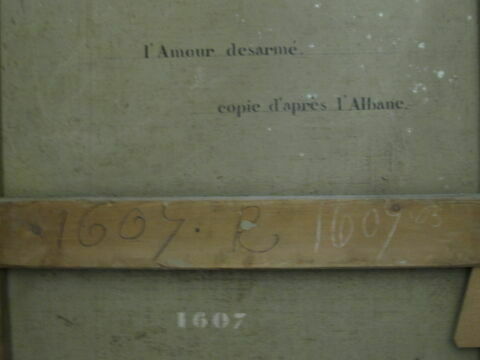 l'Amour desarmé.
copie d'après l'Albane.
1607. R 1607
1607